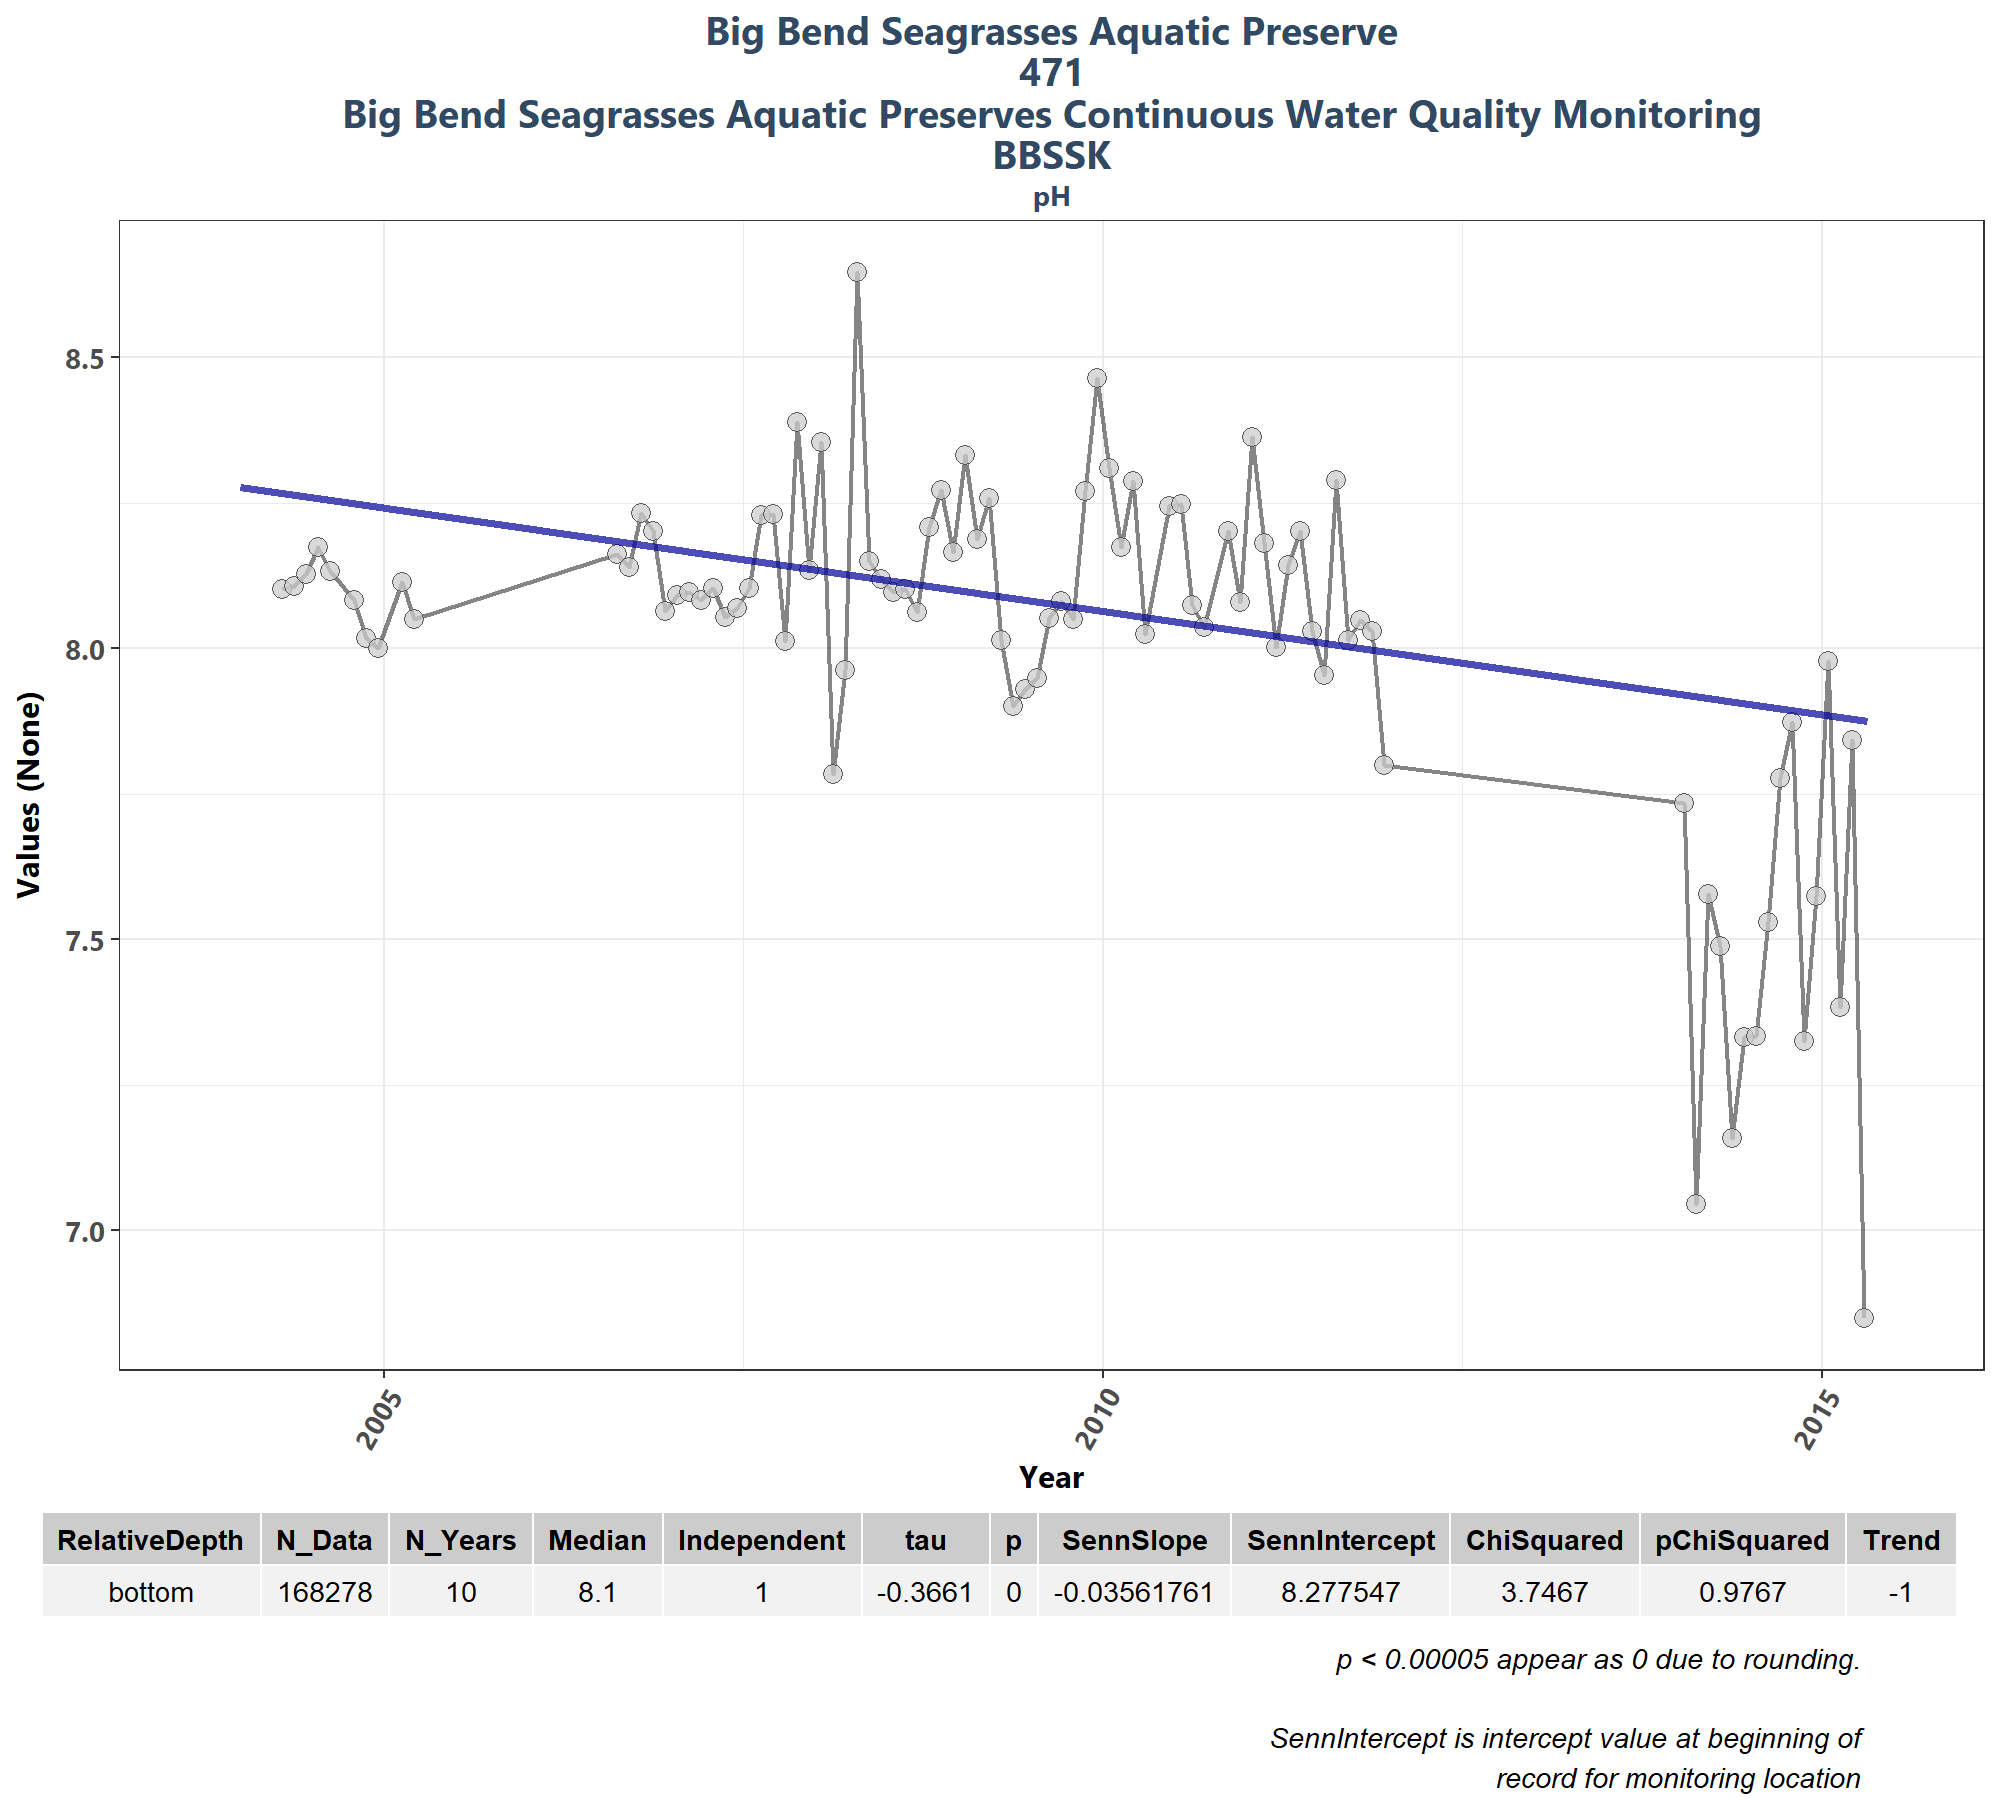 Big Bend Seagrasses Aquatic Preserve
471
Big Bend Seagrasses Aquatic Preserves Continuous Water Quality Monitoring
BBSSK
pH
8.5
8.0
7.5
7.0
Values (None)
2005 2010 2015
Year
RelativeDepth N_Data N_Years Median Independent tau p SennSlope SennIntercept ChiSquared pChiSquared Trend
bottom 168278 10 8.1 1 -0.3661 0 -0.03561761 8.277547 3.7467 0.9767 -1
p < 0.00005 appear as 0 due to rounding.
SennIntercept is intercept value at beginning of
record for monitoring location